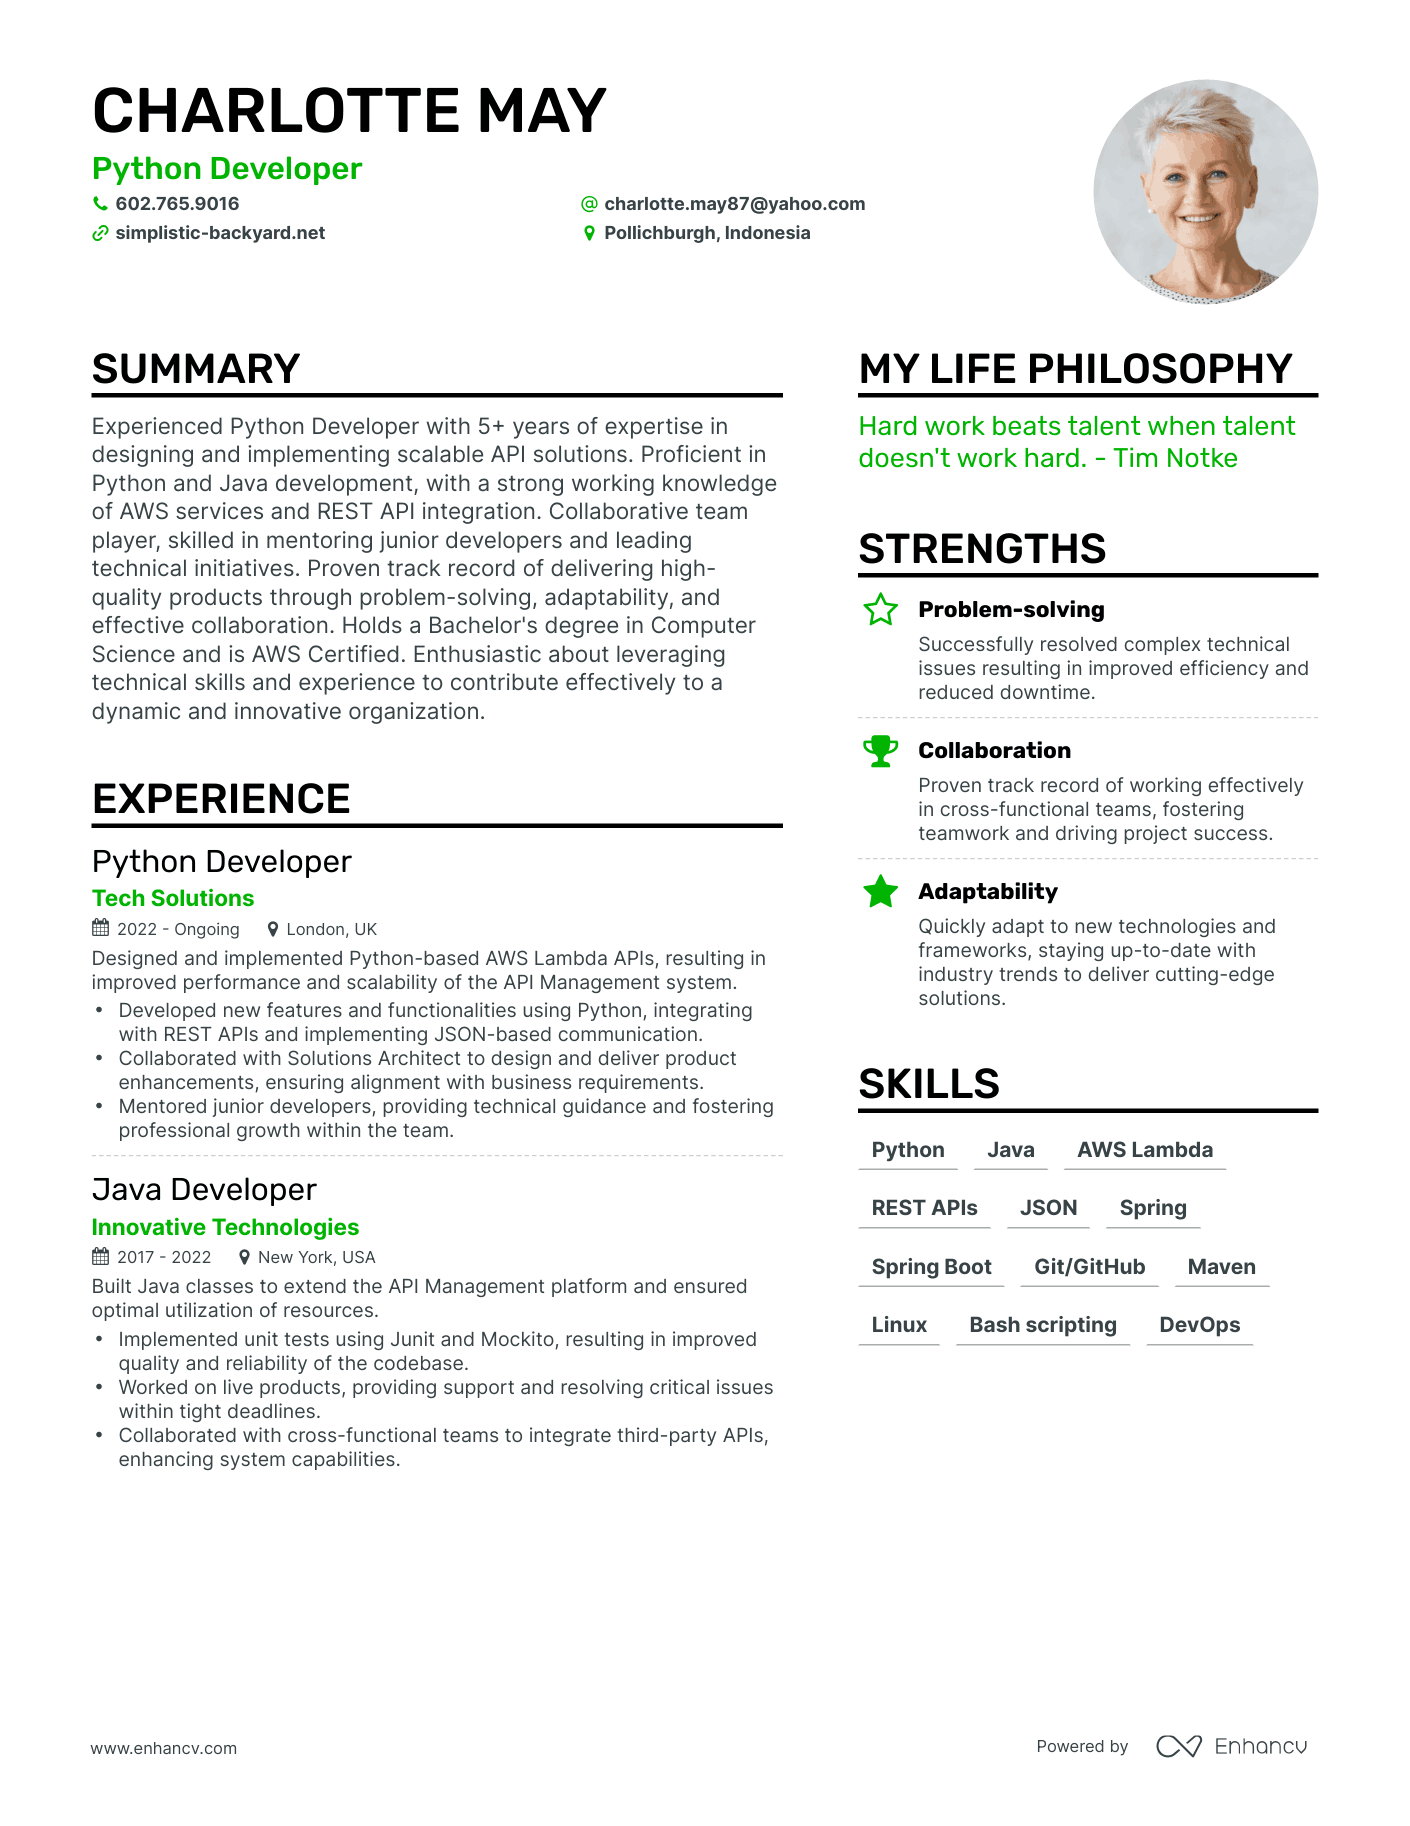 CHARLOTTE MAY
Python Developer
602.765.9016
@ charlotte.may87@yahoo.com
simplistic-backyard.net
Pollichburgh, Indonesia
SUMMARY
Experienced Python Developer with 5+ years of expertise in
designing and implementing scalable API solutions. Proficient in
Python and Java development, with a strong working knowledge
of AWS services and REST API integration. Collaborative team
player, skilled in mentoring junior developers and leading
technical initiatives. Proven track record of delivering high-
quality products through problem-solving, adaptability, and
effective collaboration. Holds a Bachelor's degree in Computer
Science and is AWS Certified. Enthusiastic about leveraging
technical skills and experience to contribute effectively to a
dynamic and innovative organization.
EXPERIENCE
Python Developer
Tech Solutions
2022 - Ongoing
London, UK
Designed and implemented Python-based AWS Lambda APIs, resulting in
improved performance and scalability of the API Management system.
• Developed new features and functionalities using Python, integrating
with REST APIs and implementing JSON-based communication.
• Collaborated with Solutions Architect to design and deliver product
enhancements, ensuring alignment with business requirements.
• Mentored junior developers, providing technical guidance and fostering
professional growth within the team.
Java Developer
Innovative Technologies
2017 - 2022
New York, USA
Built Java classes to extend the API Management platform and ensured
optimal utilization of resources.
• Implemented unit tests using Junit and Mockito, resulting in improved
quality and reliability of the codebase.
• Worked on live products, providing support and resolving critical issues
within tight deadlines.
• Collaborated with cross-functional teams to integrate third-party APIs,
enhancing system capabilities.
MY LIFE PHILOSOPHY
Hard work beats talent when talent
doesn't work hard. - Tim Notke
STRENGTHS
Problem-solving
Successfully resolved complex technical
issues resulting in improved efficiency and
reduced downtime.
Collaboration
Proven track record of working effectively
in cross-functional teams, fostering
teamwork and driving project success.
Adaptability
Quickly adapt to new technologies and
frameworks, staying up-to-date with
industry trends to deliver cutting-edge
solutions.
SKILLS
Python Java AWS Lambda
REST APIs JSON Spring
Spring Boot Git/GitHub Maven
Linux Bash scripting DevOps
www.enhancv.com
Powered by Enhancv